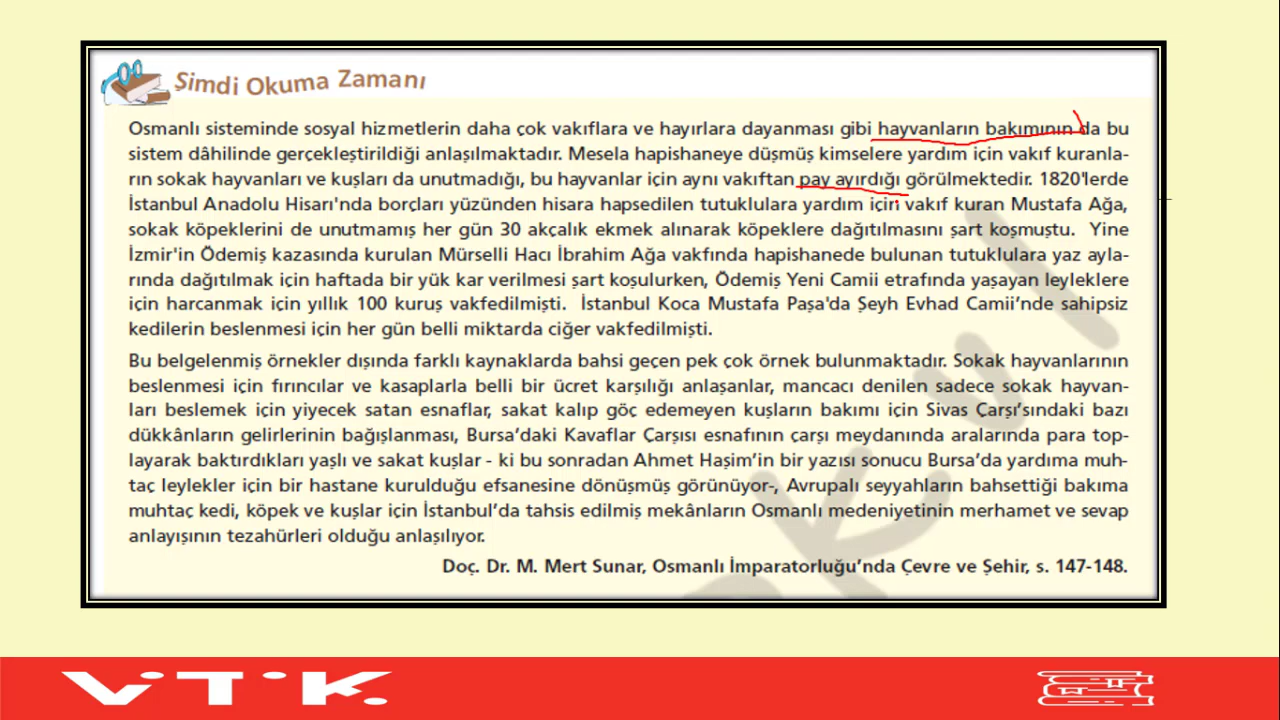 Şimdi Okuma Zamanı
Osmanlı sisteminde sosyal hizmetlerin daha çok vakıflara ve hayırlara dayanması gibi hayvanların bakımının da bu
sistem dâhilinde gerçekleştirildiği anlaşılmaktadır. Mesela hapishaneye düşmüş kimselere yardım için vakıf kuranla-
rın sokak hayvanları ve kuşları da unutmadığı, bu hayvanlar için aynı vakıftan pay ayırdığı görülmektedir. 1820'lerde
İstanbul Anadolu Hisarı'nda borçları yüzünden hisara hapsedilen tutuklulara yardım için vakıf kuran Mustafa Ağa,
sokak köpeklerini de unutmamış her gün 30 akçalık ekmek alınarak köpeklere dağıtılmasını şart koşmuştu. Yine
İzmir'in Ödemiş kazasında kurulan Mürselli Hacı İbrahim Ağa vakfında hapishanede bulunan tutuklulara yaz ayla-
rında dağıtılmak için haftada bir yük kar verilmesi şart koşulurken, Ödemiş Yeni Camii etrafında yaşayan leyleklere
için harcanmak için yıllık 100 kuruş vakfedilmişti. İstanbul Koca Mustafa Paşa'da Şeyh Evhad Camii'nde sahipsiz
kedilerin beslenmesi için her gün belli miktarda ciğer vakfedilmişti.
Bu belgelenmiş örnekler dışında farklı kaynaklarda bahsi geçen pek çok örnek bulunmaktadır. Sokak hayvanlarının
beslenmesi için fırıncılar ve kasaplarla belli bir ücret karşılığı anlaşanlar, mancacı denilen sadece sokak hayvan-
ları beslemek için yiyecek satan esnaflar, sakat kalıp göç edemeyen kuşların bakımı için Sivas Çarşı'sındaki bazı
dükkânların gelirlerinin bağışlanması, Bursa'daki Kavaflar Çarşısı esnafının çarşı meydanında aralarında para top-
layarak baktırdıkları yaşlı ve sakat kuşlar - ki bu sonradan Ahmet Haşim'in bir yazısı sonucu Bursa'da yardıma muh-
taç leylekler için bir hastane kurulduğu efsanesine dönüşmüş görünüyor-, Avrupalı seyyahların bahsettiği bakıma
muhtaç kedi, köpek ve kuşlar için İstanbul'da tahsis edilmiş mekânların Osmanlı medeniyetinin merhamet ve sevap
anlayışının tezahürleri olduğu anlaşılıyor.
Doç. Dr. M. Mert Sunar, Osmanlı İmparatorluğu'nda Çevre ve Şehir, s. 147-148.
VTK